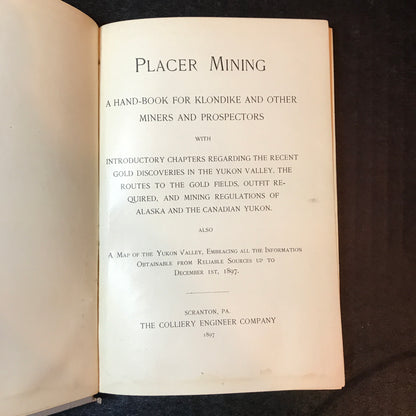 PLACER MINING
A HAND-BOOK FOR KLONDIKE AND OTHER
MINERS AND PROSPECTORS
WITH
INTRODUCTORY CHAPTERS REGARDING THE RECENT
GOLD DISCOVERIES IN THE YUKON VALLEY, THE
ROUTES TO THE GOLD FIELDS, OUTFIT RE-
QUIRED, AND MINING REGULATIONS OF
ALASKA AND THE CANADIAN YUKON.
ALSO
A MAP OF THE YUKON VALLEY, EMBRACING ALL THE INFORMATION
OBTAINABLE FROM RELIABLE SOURCES UP TO
DECEMBER 1ST, 1897.
SCRANTON, PA.
THE COLLIERY ENGINEER COMPANY
1897